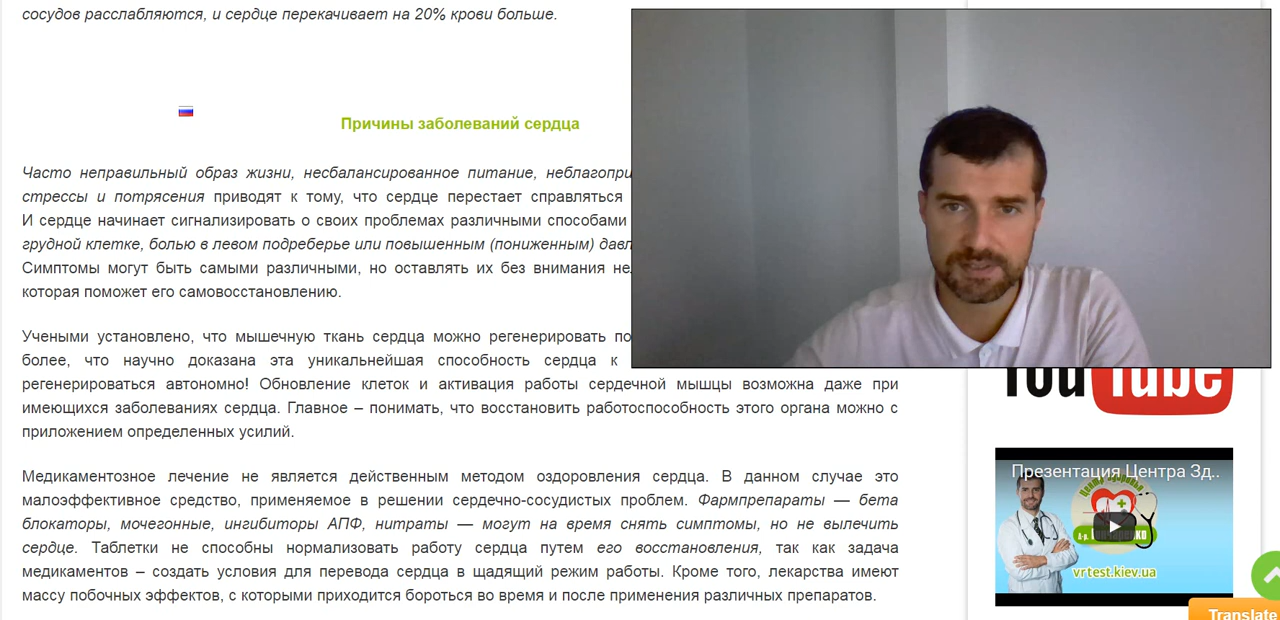 сосудов расслабляются, и сердце перекачивает на 20% крови больше.
Причины заболеваний сердца
Часто неправильный образ жизни, несбалансированное питание, неблагопри
стрессы и потрясения приводят к тому, что сердце перестает справляться
И сердце начинает сигнализировать о своих проблемах различными способами
грудной клетке, болью в левом подреберье или повышенным (пониженным) давл
Симптомы могут быть самыми различными, но оставлять их без внимания нел
которая поможет его самовосстановлению.
Учеными установлено, что мышечную ткань сердца можно регенерировать по
более, что научно доказана эта уникальнейшая способность сердца к
регенерироваться автономно! Обновление клеток и активация работы сердечной мышцы возможна даже при
имеющихся заболеваниях сердца. Главное – понимать, что восстановить работоспособность этого органа можно с
приложением определенных усилий.
Медикаментозное лечение не является действенным методом оздоровления сердца. В данном случае это
малоэффективное средство, применяемое в решении сердечно-сосудистых проблем. Фармпрепараты — бета
блокаторы, мочегонные, ингибиторы АПФ, нитраты — могут на время снять симптомы, но не вылечить
сердце. Таблетки не способны нормализовать работу сердца путем его восстановления, так как задача
медикаментов – создать условия для перевода сердца в щадящий режим работы. Кроме того, лекарства имеют
массу побочных эффектов, с которыми приходится бороться во время и после применения различных препаратов.
You Tube
Презентация Центра Зд..
Центр Здоровья
vrtest.kiev.ua
Translate